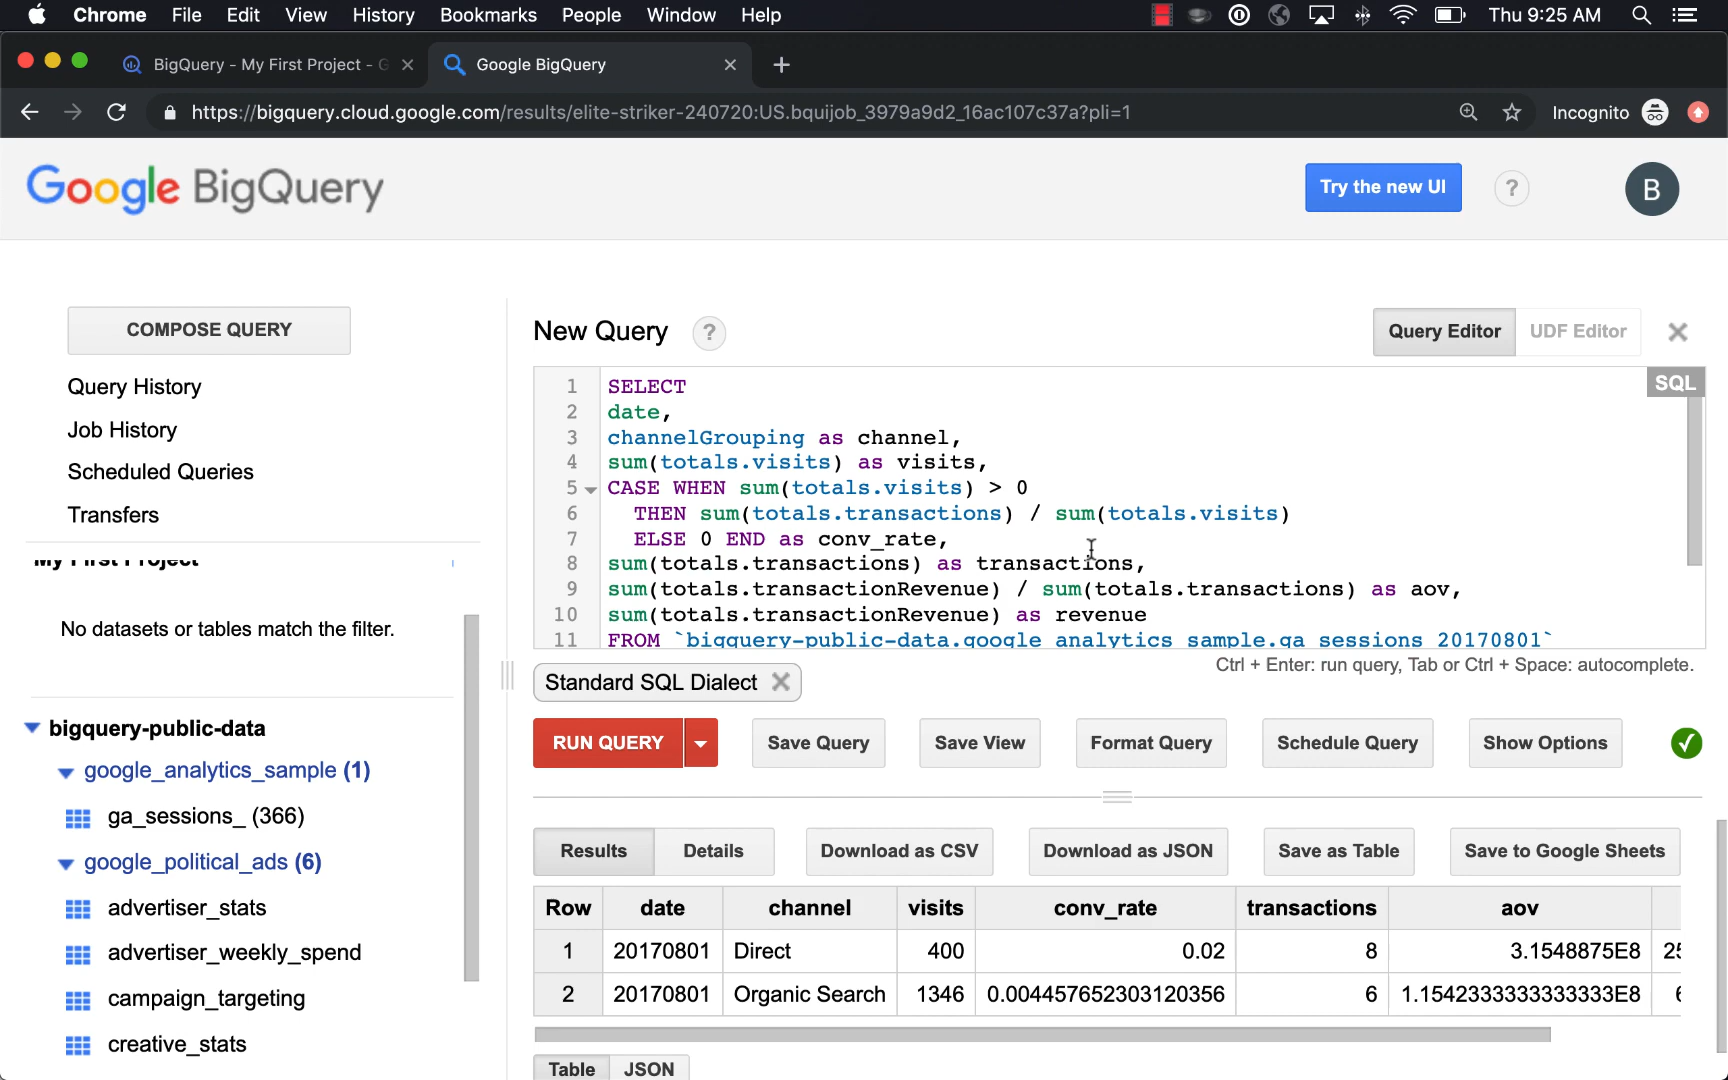 Chrome File Edit View History Bookmarks People Window Help Thu 9:25 AM
BigQuery - My First Project - G
Google BigQuery
https://bigquery.cloud.google.com/results/elite-striker-240720:US.bquijob_3979a9d2_16ac107c37a?pli=1
Incognito
Google BigQuery
Try the new UI
?
B
COMPOSE QUERY
Query History
Job History
Scheduled Queries
Transfers
My First Project
No datasets or tables match the filter.
bigquery-public-data
google_analytics_sample (1)
ga_sessions_ (366)
google_political_ads (6)
advertiser_stats
advertiser_weekly_spend
campaign_targeting
creative_stats
New Query ?
Query Editor UDF Editor
SQL
1 SELECT
2 date,
3 channelGrouping as channel,
4 sum(totals.visits) as visits,
5 CASE WHEN sum(totals.visits) > 0
6 THEN sum(totals.transactions) / sum(totals.visits)
7 ELSE 0 END as conv_rate,
8 sum(totals.transactions) as transactions,
9 sum(totals.transactionRevenue) / sum(totals.transactions) as aov,
10 sum(totals.transactionRevenue) as revenue
11 FROM `bigquery-public-data.google_analytics_sample.ga_sessions_20170801`
Ctrl + Enter: run query, Tab or Ctrl + Space: autocomplete.
Standard SQL Dialect
RUN QUERY Save Query Save View Format Query Schedule Query Show Options
Results Details Download as CSV Download as JSON Save as Table Save to Google Sheets
Row date channel visits conv_rate transactions aov
1 20170801 Direct 400 0.02 8 3.1548875E8 25
2 20170801 Organic Search 1346 0.004457652303120356 6 1.1542333333333333E8
Table JSON